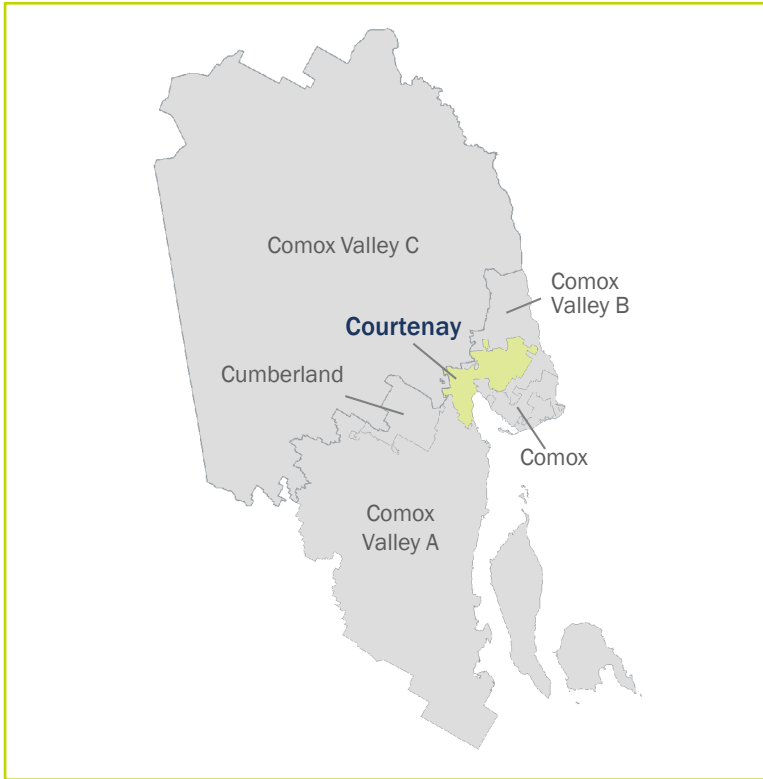 Comox Valley C
Comox
Valley B
Courtenay
Cumberland
Comox
Comox
Valley A